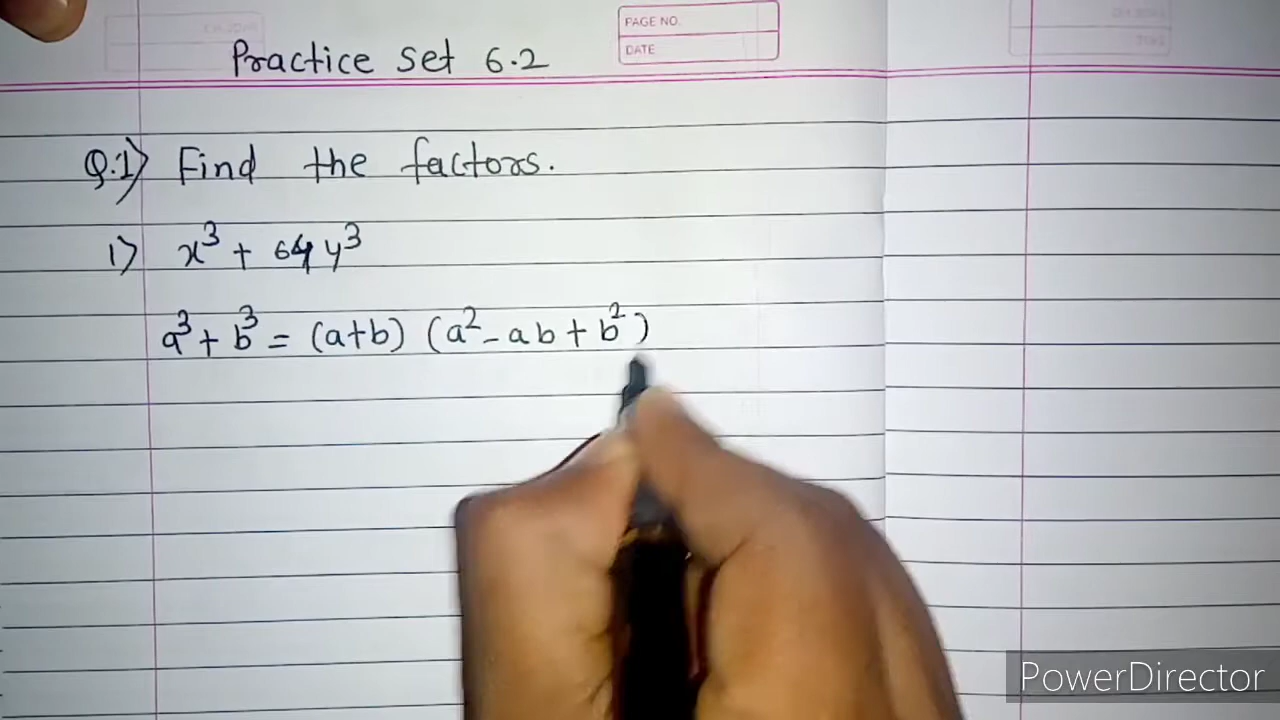 PAGE NO.
DATE
Practice set 6.2
Q.1) Find the factors.
1) x³ + 64y³
a³ + b³ = (a+b) (a² - ab + b²)
PowerDirector